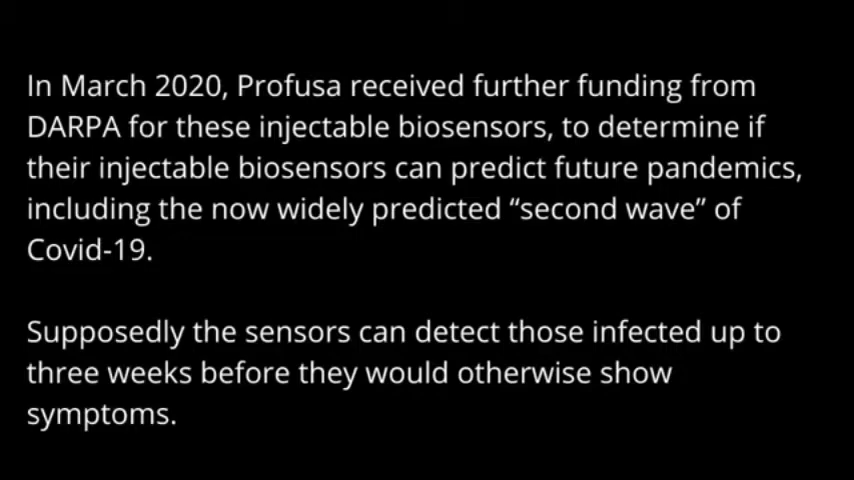 In March 2020, Profusa received further funding from
DARPA for these injectable biosensors, to determine if
their injectable biosensors can predict future pandemics,
including the now widely predicted “second wave” of
Covid-19.
Supposedly the sensors can detect those infected up to
three weeks before they would otherwise show
symptoms.